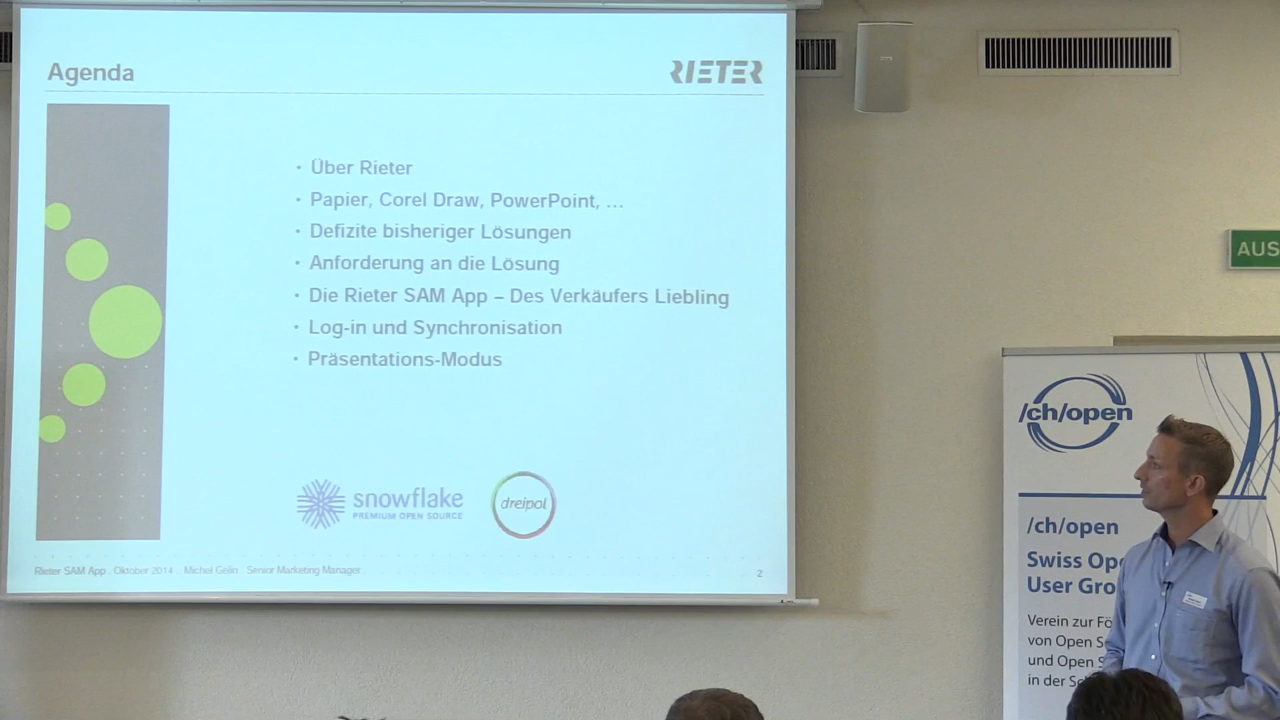 Agenda
RIETER
• Über Rieter
• Papier, Corel Draw, PowerPoint, ...
• Defizite bisheriger Lösungen
• Anforderung an die Lösung
• Die Rieter SAM App – Des Verkäufers Liebling
• Log-in und Synchronisation
• Präsentations-Modus
snowflake
PREMIUM OPEN SOURCE
dreipol
Rieter SAM App . Oktober 2014 . Michel Gelin . Senior Marketing Manager
2
AUS
/ch/open
/ch/open
Swiss Op
User Gro
Verein zur Fö
von Open S
und Open S
in der Sc